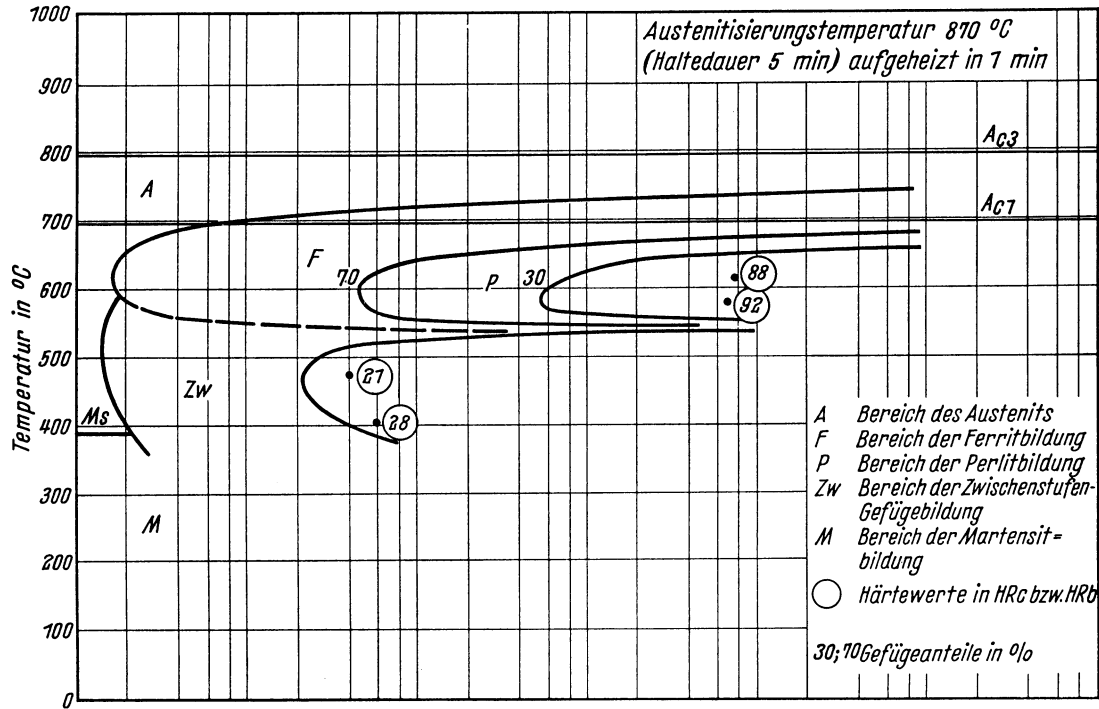 1000
900
800
700
600
500
400
300
200
100
0
Temperatur in °C
Austenitisierungstemperatur 870 °C
(Haltedauer 5 min) aufgeheizt in 1 min
Ac3
Ac1
A
F
70
P
30
88
92
Zw
27
28
Ms
M
A Bereich des Austenits
F Bereich der Ferritbildung
P Bereich der Perlitbildung
Zw Bereich der Zwischenstufen-
Gefügebildung
M Bereich der Martensit=
bildung
Härtewerte in HRc bzw. HRb
30;70 Gefügeanteile in %